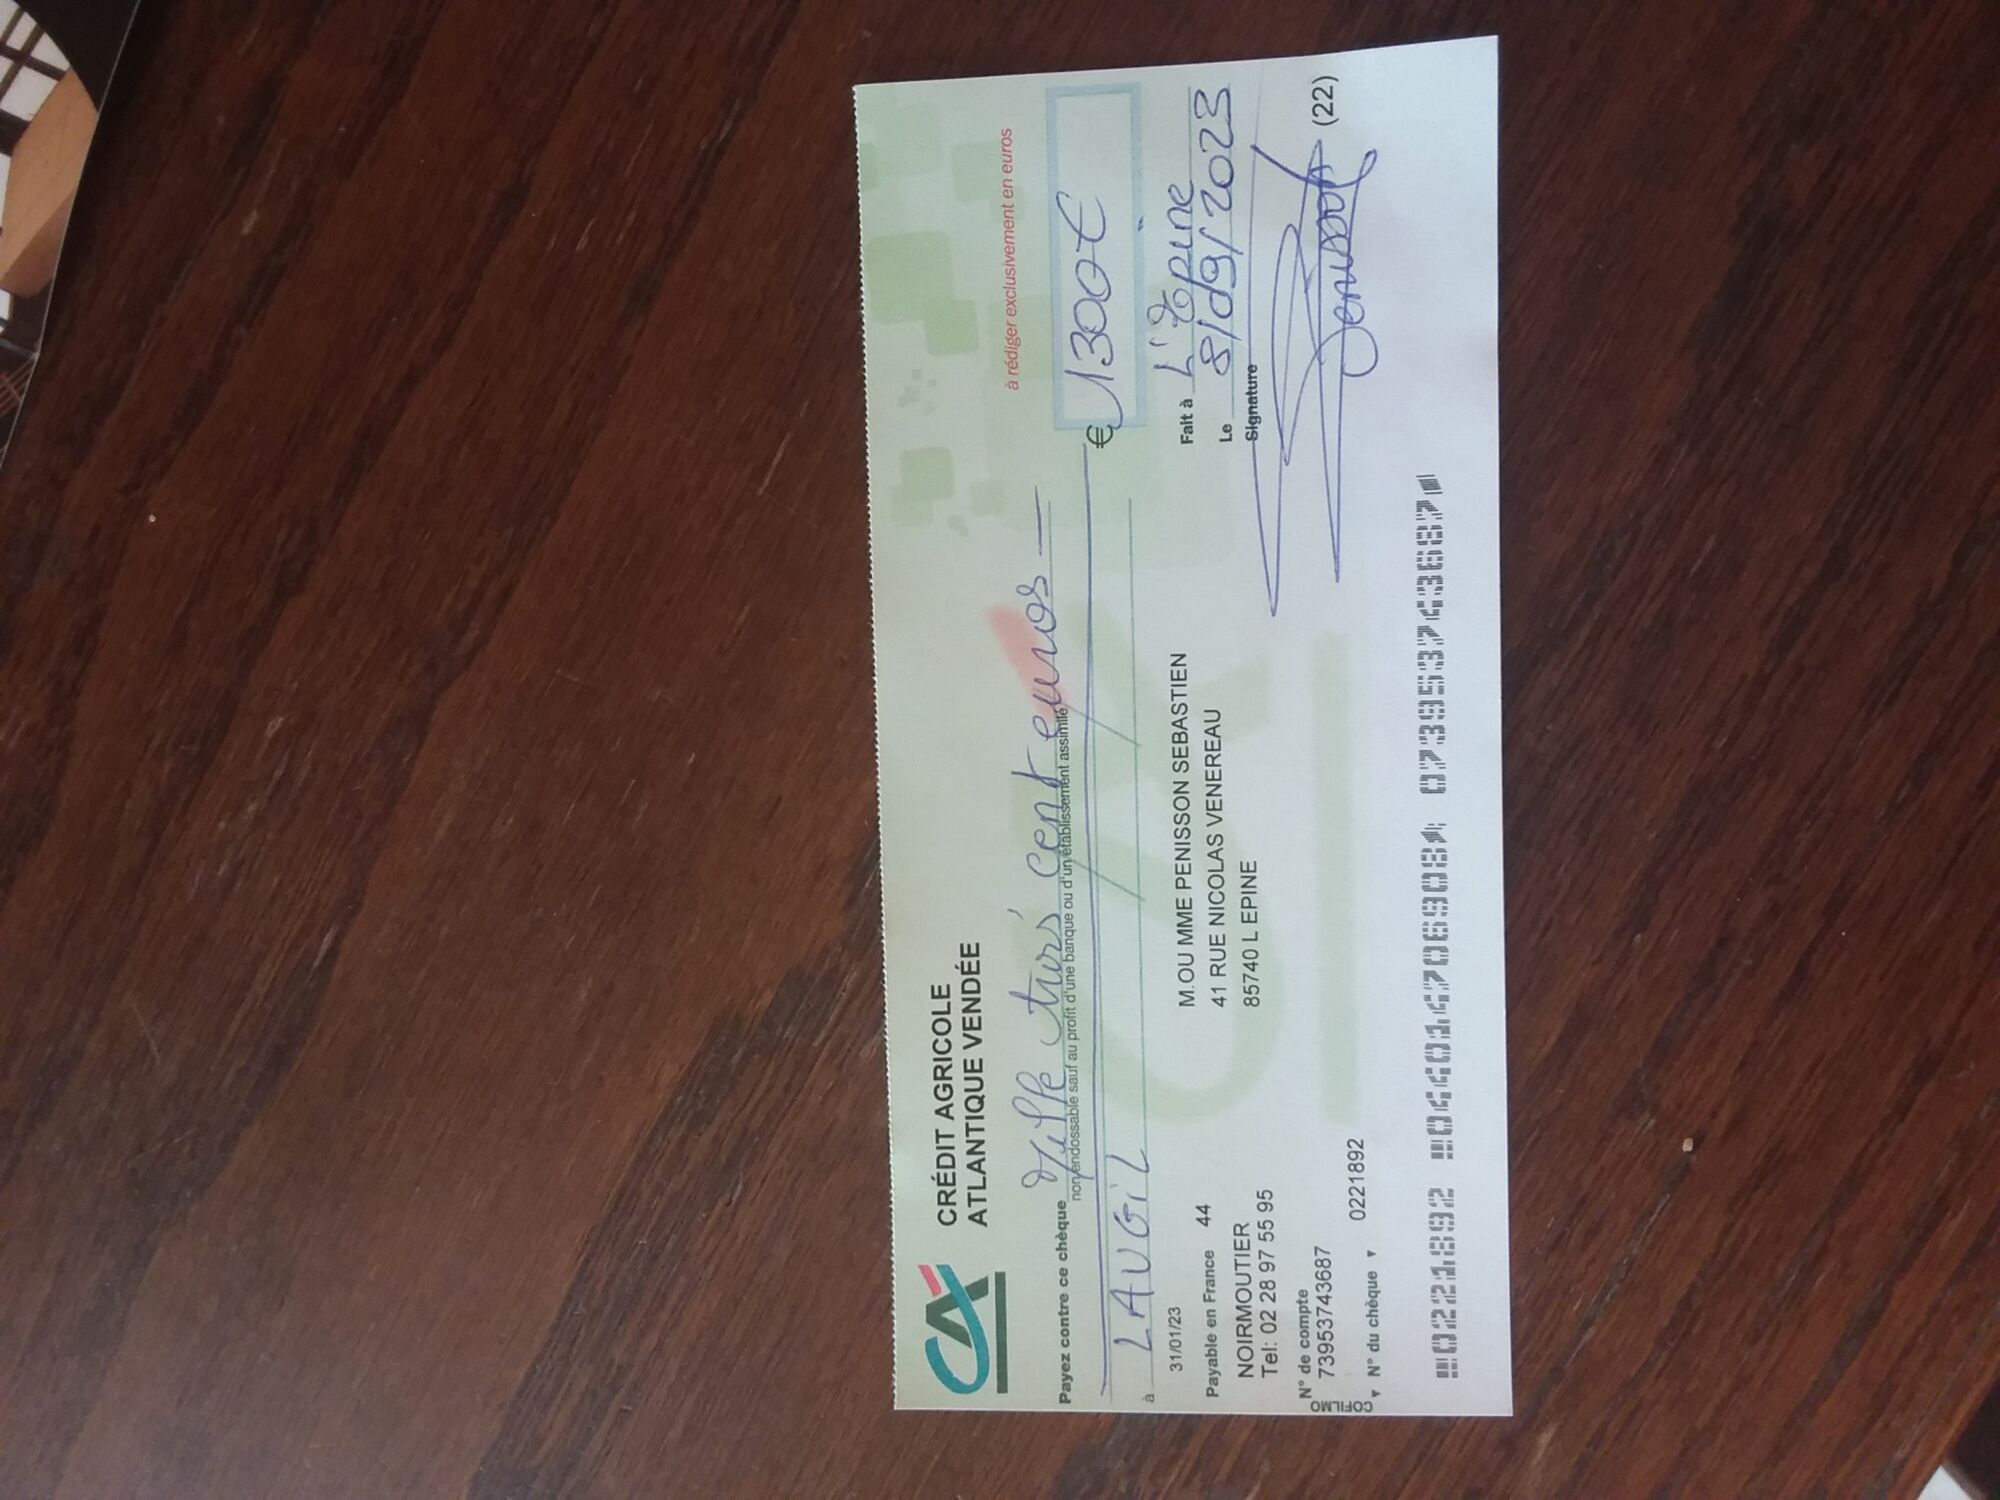 CRÉDIT AGRICOLE
ATLANTIQUE VENDÉE
à rédiger exclusivement en euros
Payez contre ce chèque Mille trois cent euros
non endossable sauf au profit d'une banque ou d'un établissement assimilé
€ 1300€
à LAUGIL
31/01/23
Fait à L'Epine
Le 8/09/2023
Signature
Payable en France 44
NOIRMOUTIER
Tel: 02 28 97 55 95
M.OU MME PENISSON SEBASTIEN
41 RUE NICOLAS VENEREAU
85740 L EPINE
N° de compte
73953743687
COFILMO
N° du chèque 0221892
(22)
0221892 044014706908 073953743687